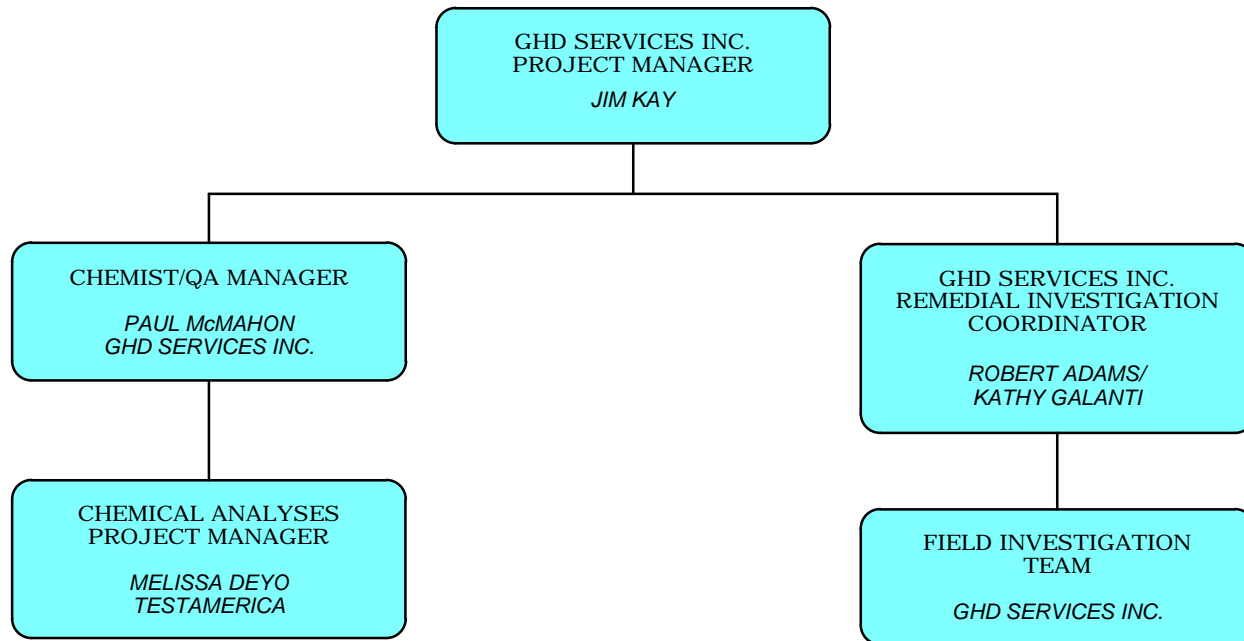 GHD SERVICES INC.
PROJECT MANAGER
JIM KAY
CHEMIST/QA MANAGER
PAUL McMAHON
GHD SERVICES INC.
GHD SERVICES INC.
REMEDIAL INVESTIGATION
COORDINATOR
ROBERT ADAMS/
KATHY GALANTI
CHEMICAL ANALYSES
PROJECT MANAGER
MELISSA DEYO
TESTAMERICA
FIELD INVESTIGATION
TEAM
GHD SERVICES INC.